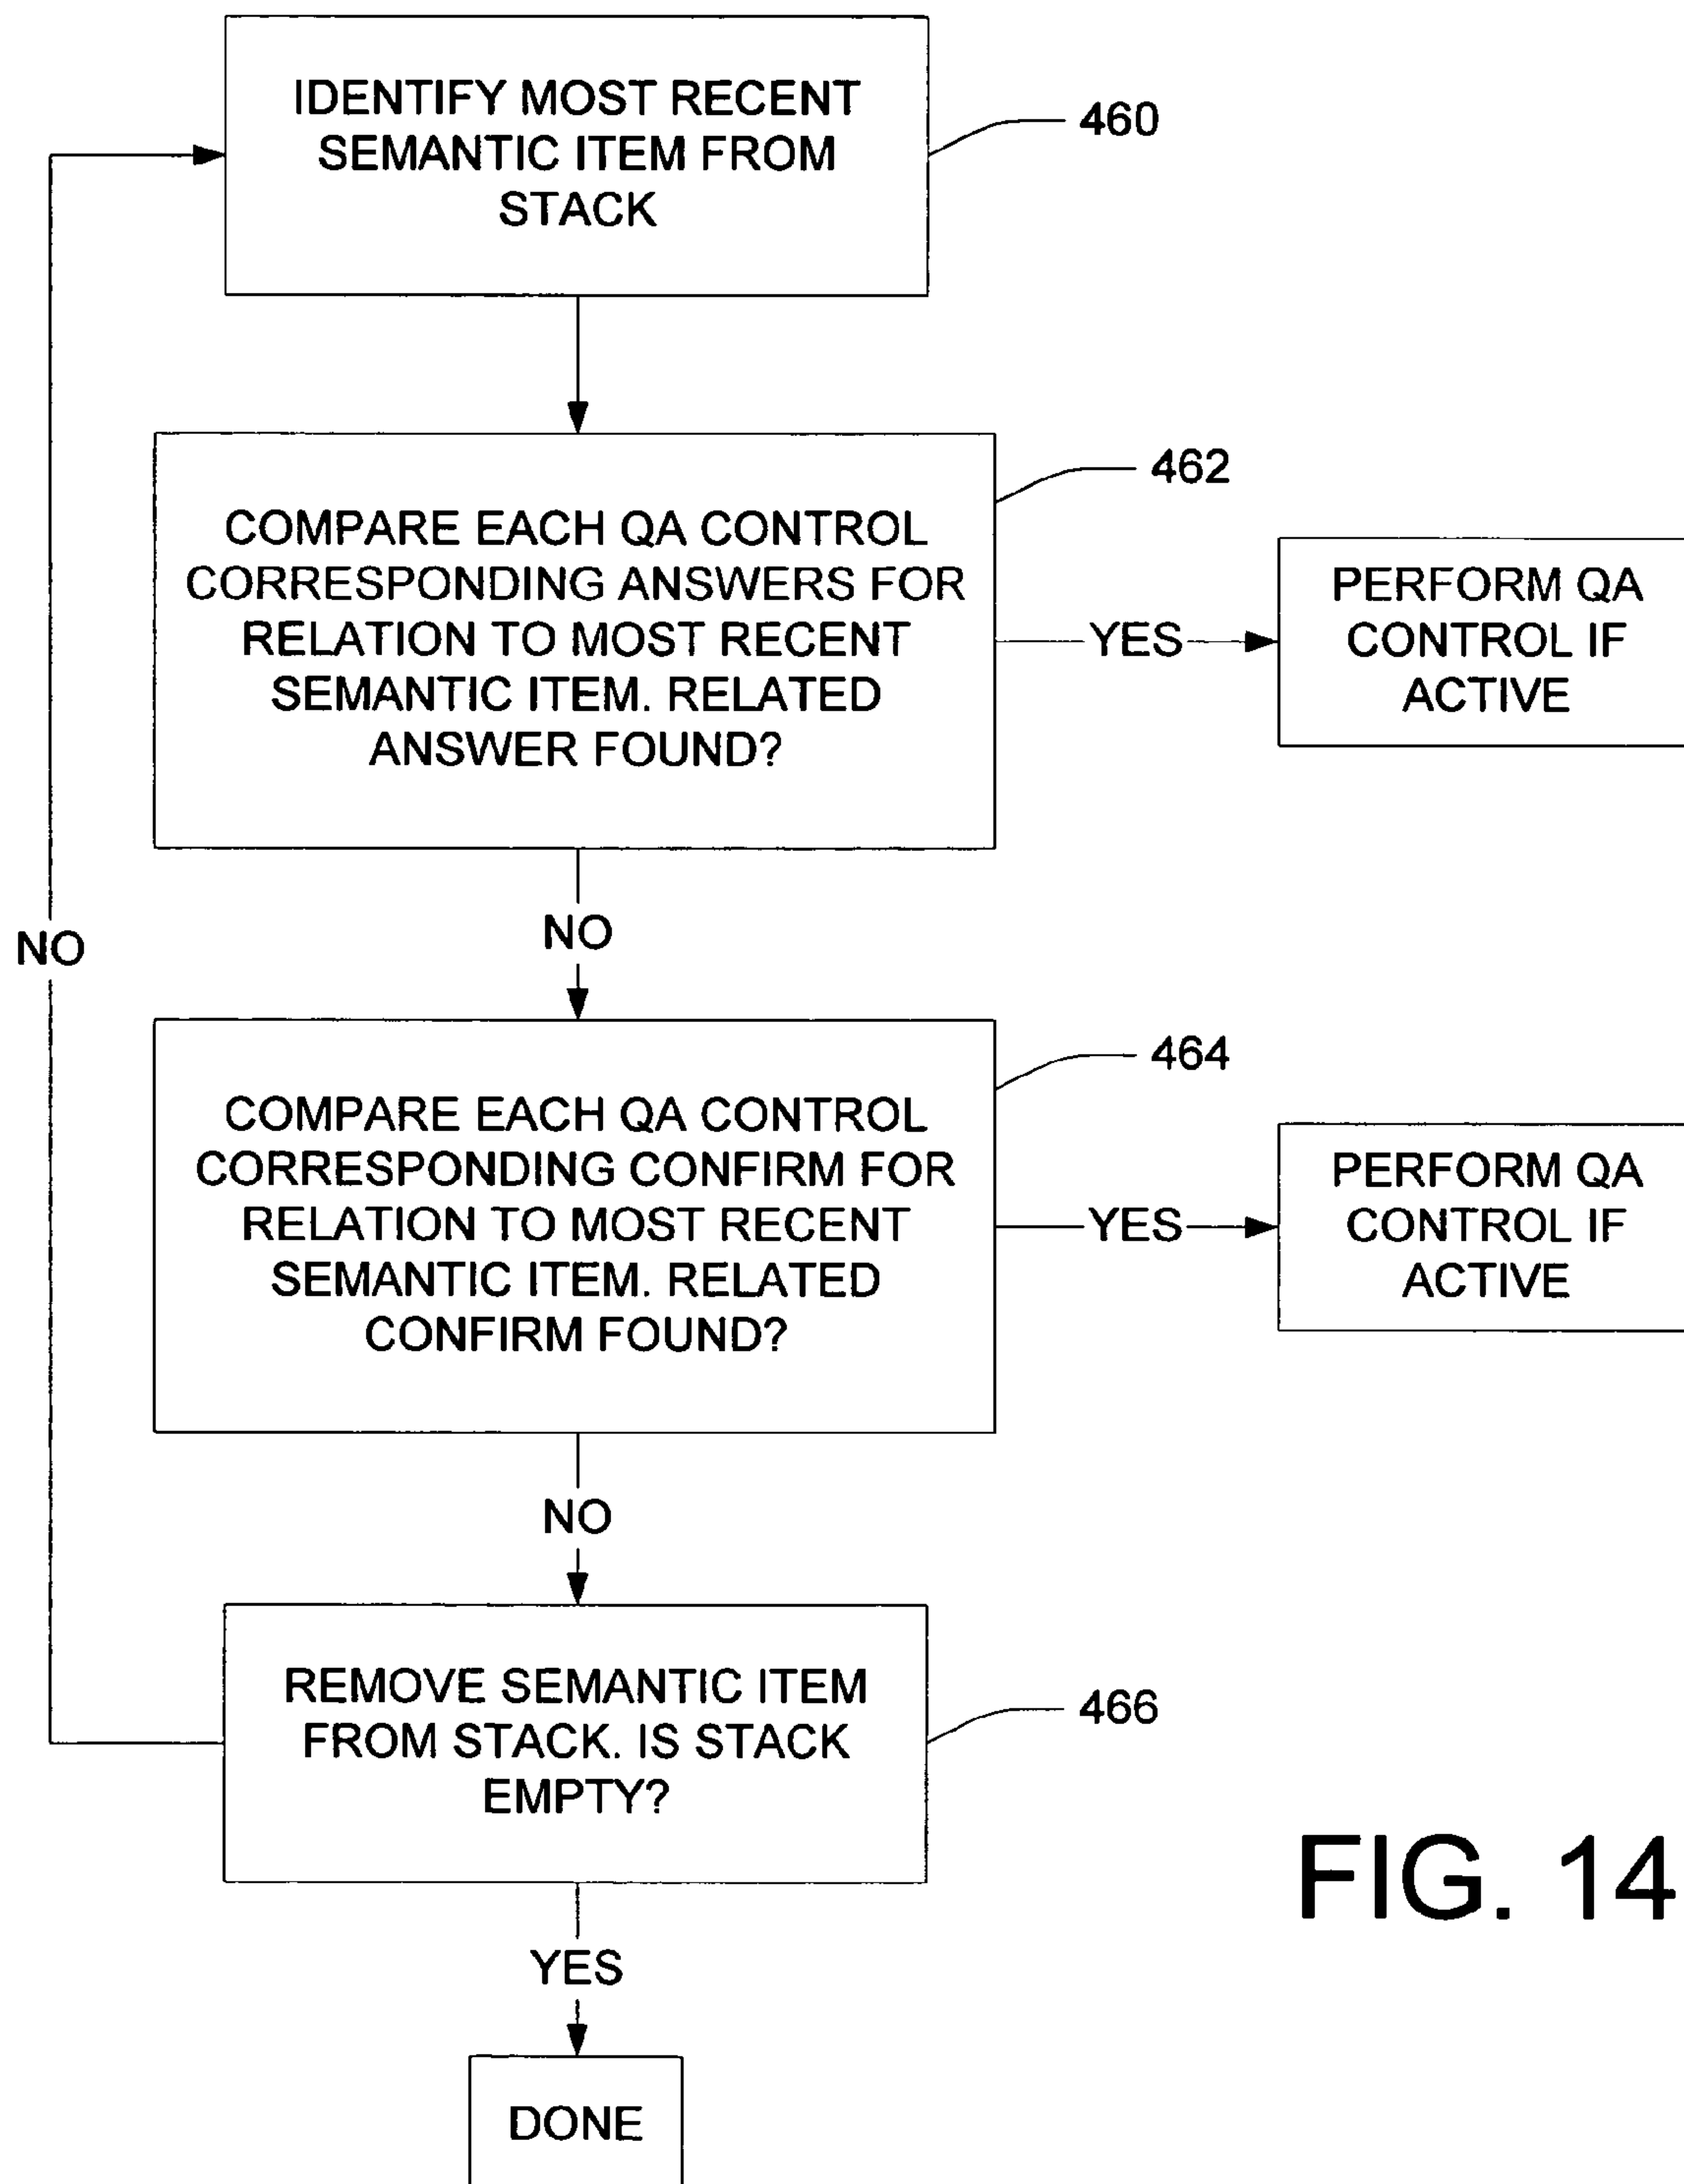 IDENTIFY MOST RECENT
SEMANTIC ITEM FROM
STACK
460
COMPARE EACH QA CONTROL
CORRESPONDING ANSWERS FOR
RELATION TO MOST RECENT
SEMANTIC ITEM. RELATED
ANSWER FOUND?
462
YES
PERFORM QA
CONTROL IF
ACTIVE
NO
NO
COMPARE EACH QA CONTROL
CORRESPONDING CONFIRM FOR
RELATION TO MOST RECENT
SEMANTIC ITEM. RELATED
CONFIRM FOUND?
464
YES
PERFORM QA
CONTROL IF
ACTIVE
NO
REMOVE SEMANTIC ITEM
FROM STACK. IS STACK
EMPTY?
466
YES
DONE
FIG. 14